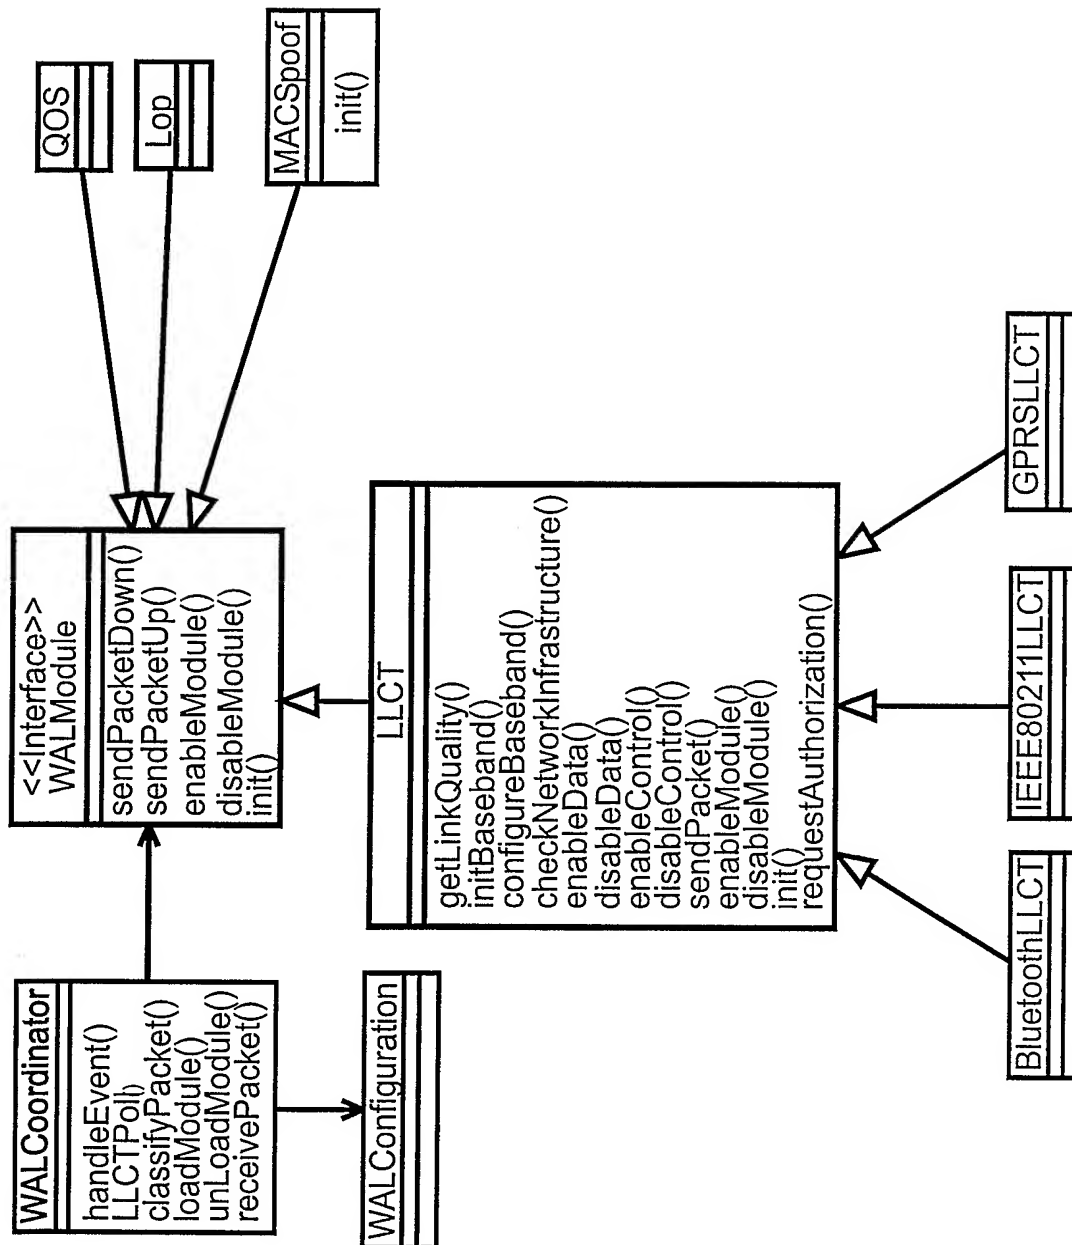 WALCoordinator
handleEvent()
LLCTPoll()
classifyPacket()
loadModule()
unLoadModule()
receivePacket()
<<Interface>>
WALModule
sendPacketDown()
sendPacketUp()
enableModule()
disableModule()
init()
QOS
Lop
MACSpoof
init()
WALConfiguration
LLCT
getLinkQuality()
initBaseband()
configureBaseband()
checkNetworkInfrastructure()
enableData()
disableData()
enableControl()
disableControl()
sendPacket()
enableModule()
disableModule()
init()
requestAuthorization()
BluetoothLLCT
IEEE80211LLCT
GPRSLLCT